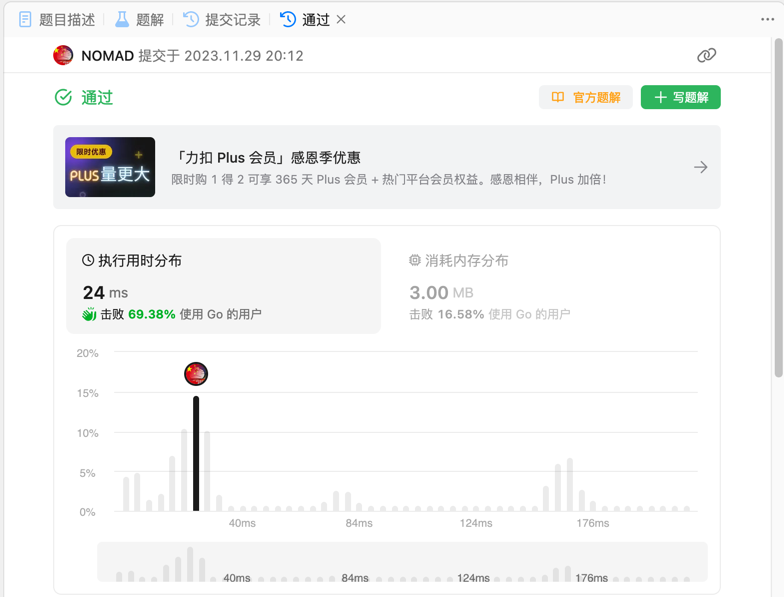 题目描述 题解 提交记录 通过
NOMAD 提交于 2023.11.29 20:12
通过 官方题解 写题解
限时优惠
PLUS量更大
「力扣 Plus 会员」感恩季优惠
限时购 1 得 2 可享 365 天 Plus 会员 + 热门平台会员权益。感恩相伴，Plus 加倍！
执行用时分布
24 ms
击败 69.38% 使用 Go 的用户
消耗内存分布
3.00 MB
击败 16.58% 使用 Go 的用户
20%
15%
10%
5%
0%
40ms 84ms 124ms 176ms
40ms 84ms 124ms 176ms